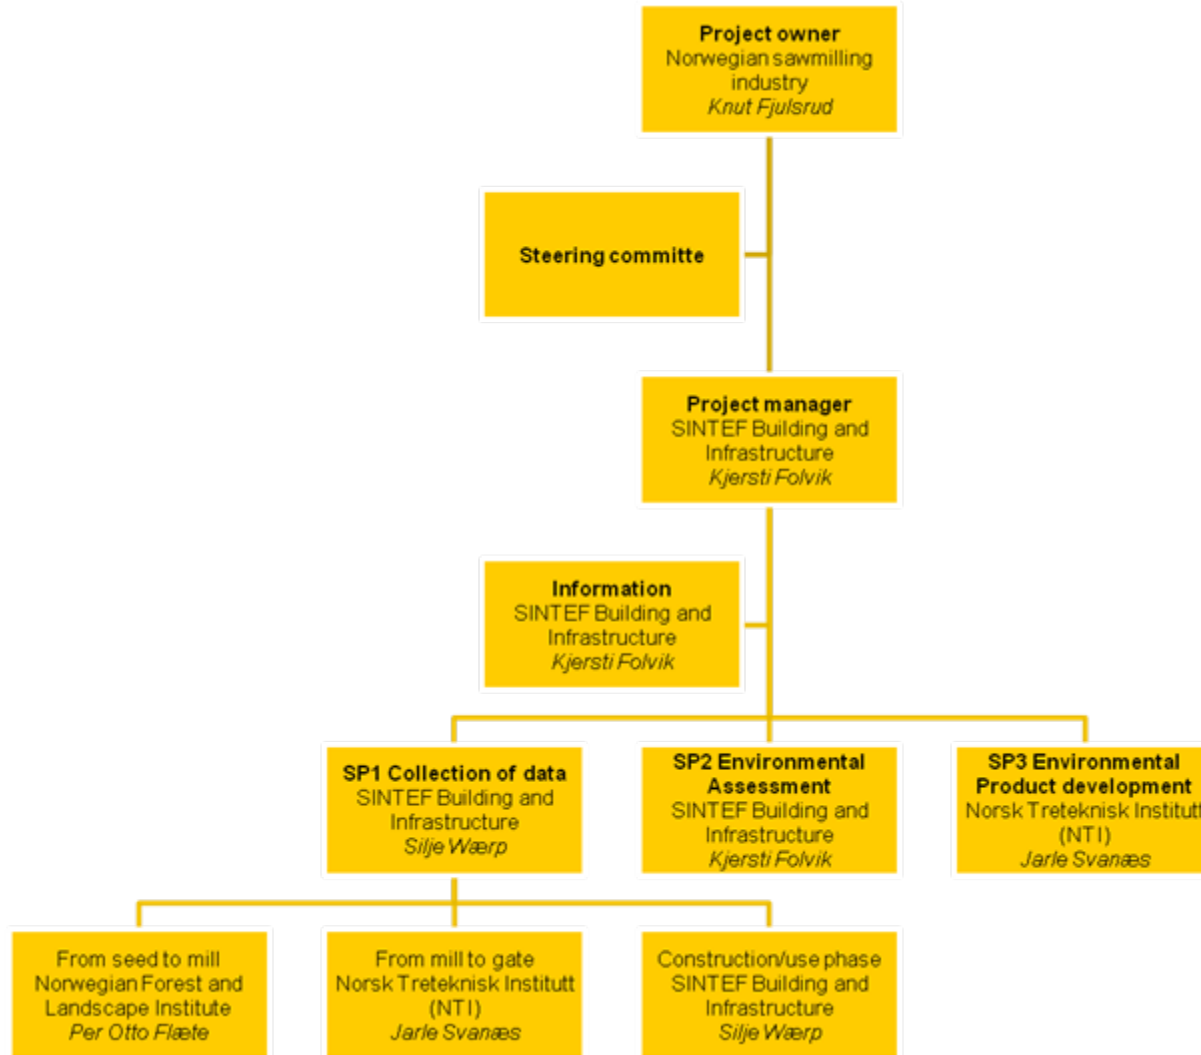 Project owner
Norwegian sawmilling
industry
Knut Fjulsrud
Steering committe
Project manager
SINTEF Building and
Infrastructure
Kjersti Folvik
Information
SINTEF Building and
Infrastructure
Kjersti Folvik
SP1 Collection of data
SINTEF Building and
Infrastructure
Silje Wærp
SP2 Environmental
Assessment
SINTEF Building and
Infrastructure
Kjersti Folvik
SP3 Environmental
Product development
Norsk Treteknisk Institutt
(NTI)
Jarle Svanæs
From seed to mill
Norwegian Forest and
Landscape Institute
Per Otto Flæte
From mill to gate
Norsk Treteknisk Institutt
(NTI)
Jarle Svanæs
Construction/use phase
SINTEF Building and
Infrastructure
Silje Wærp